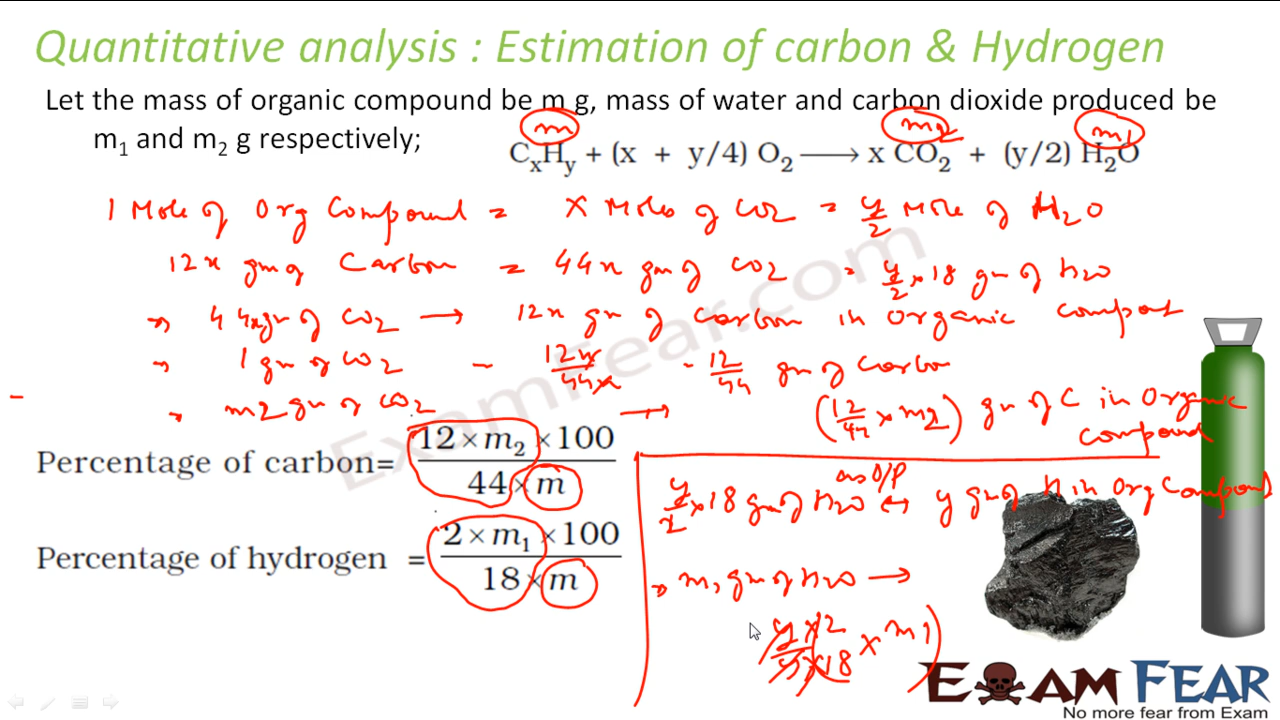 Quantitative analysis : Estimation of carbon & Hydrogen
Let the mass of organic compound be m g, mass of water and carbon dioxide produced be
m₁ and m₂ g respectively;
m m2 m1
CₓHᵧ + (x + y/4) O₂ ⟶ x CO₂ + (y/2) H₂O
1 Mole of Org Compound = x Moles of CO2 = y/2 Mole of H2O
12x gm of Carbon = 44x gm of CO2 = y/2 × 18 gm of H2O
⇒ 44x gm of CO2 → 12x gm of Carbon in Organic compound
⇒ 1 gm of CO2 - 12x/44x - 12/44 gm of Carbon
⇒ m2 gm of CO2 → (12/44 × m2) gm of C in Organic
compound
Percentage of carbon= 12 × m₂ × 100 / 44 × m
y/2 × 18 gm of H2O ↔ y gm of H in Org Compound
as O/P
Percentage of hydrogen = 2 × m₁ × 100 / 18 × m
⇒ m1 gm of H2O →
y × 2 / y × 18 × m1)
ExamFear.com
EXAM FEAR
No more fear from Exam